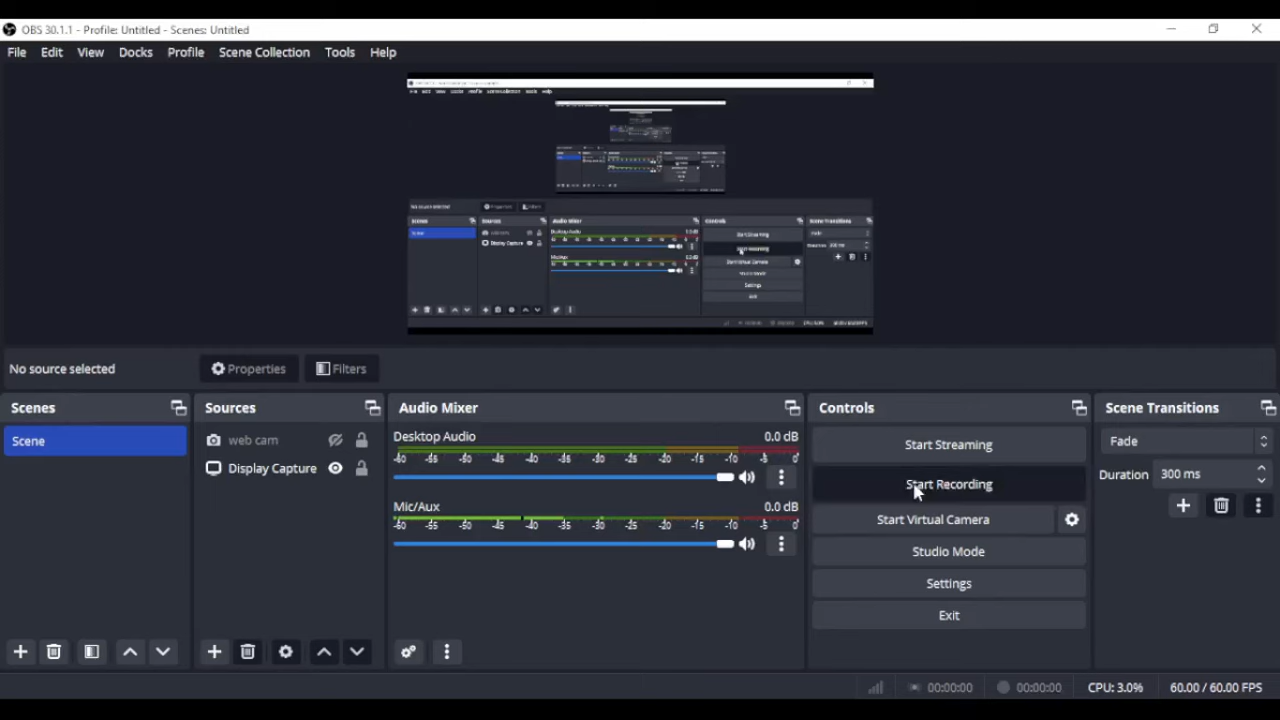 OBS 30.1.1 - Profile: Untitled - Scenes: Untitled
File Edit View Docks Profile Scene Collection Tools Help
No source selected Properties Filters
Scenes
Scene
Sources
web cam
Display Capture
Audio Mixer
Desktop Audio 0.0 dB
-60 -55 -50 -45 -40 -35 -30 -25 -20 -15 -10 -5 0
Mic/Aux 0.0 dB
-60 -55 -50 -45 -40 -35 -30 -25 -20 -15 -10 -5 0
Controls
Start Streaming
Start Recording
Start Virtual Camera
Studio Mode
Settings
Exit
Scene Transitions
Fade
Duration 300 ms
00:00:00 00:00:00 CPU: 3.0% 60.00 / 60.00 FPS